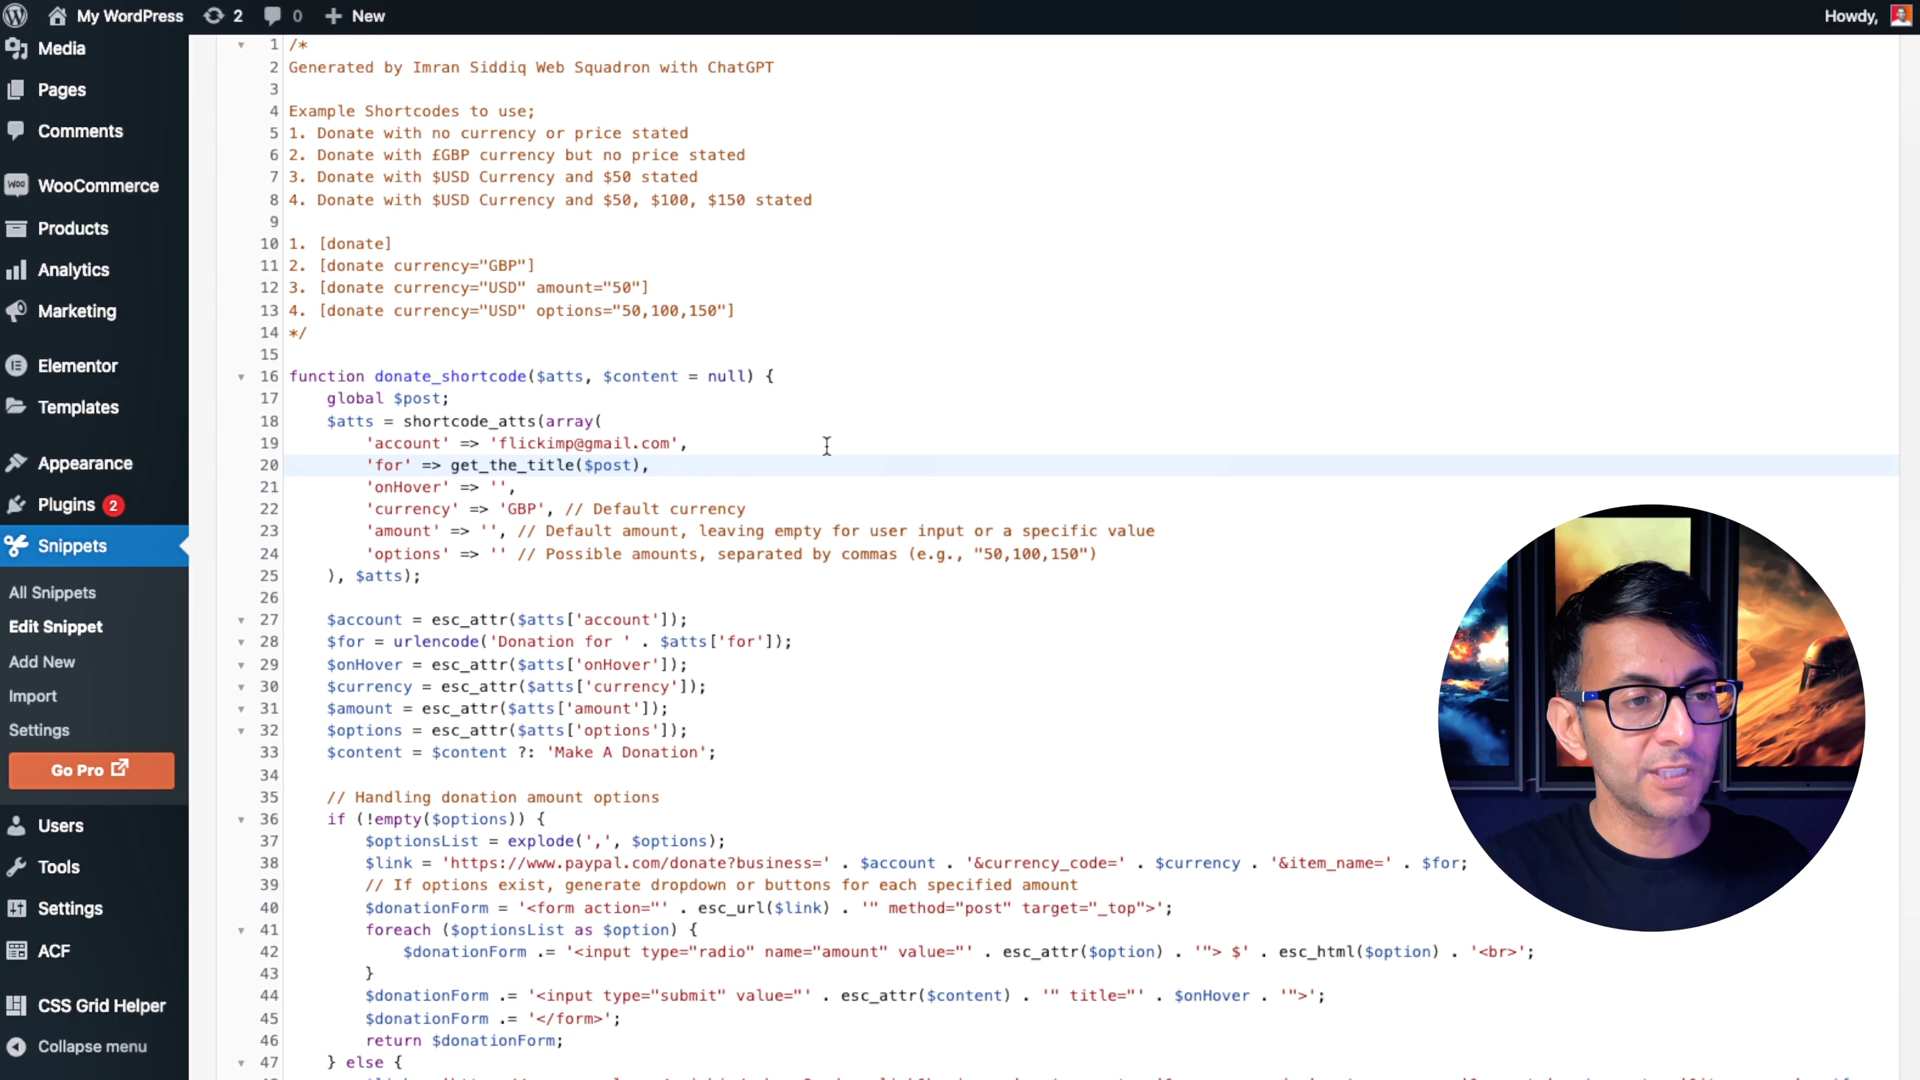 My WordPress 2 0 + New Howdy,
Media
Pages
Comments
WooCommerce
Products
Analytics
Marketing
Elementor
Templates
Appearance
Plugins 2
Snippets
All Snippets
Edit Snippet
Add New
Import
Settings
Go Pro
Users
Tools
Settings
ACF
CSS Grid Helper
Collapse menu
1 /*
2 Generated by Imran Siddiq Web Squadron with ChatGPT
3
4 Example Shortcodes to use;
5 1. Donate with no currency or price stated
6 2. Donate with £GBP currency but no price stated
7 3. Donate with $USD Currency and $50 stated
8 4. Donate with $USD Currency and $50, $100, $150 stated
9
10 1. [donate]
11 2. [donate currency="GBP"]
12 3. [donate currency="USD" amount="50"]
13 4. [donate currency="USD" options="50,100,150"]
14 */
15
16 function donate_shortcode($atts, $content = null) {
17 global $post;
18 $atts = shortcode_atts(array(
19 'account' => 'flickimp@gmail.com',
20 'for' => get_the_title($post),
21 'onHover' => '',
22 'currency' => 'GBP', // Default currency
23 'amount' => '', // Default amount, leaving empty for user input or a specific value
24 'options' => '' // Possible amounts, separated by commas (e.g., "50,100,150")
25 ), $atts);
26
27 $account = esc_attr($atts['account']);
28 $for = urlencode('Donation for ' . $atts['for']);
29 $onHover = esc_attr($atts['onHover']);
30 $currency = esc_attr($atts['currency']);
31 $amount = esc_attr($atts['amount']);
32 $options = esc_attr($atts['options']);
33 $content = $content ?: 'Make A Donation';
34
35 // Handling donation amount options
36 if (!empty($options)) {
37 $optionsList = explode(',', $options);
38 $link = 'https://www.paypal.com/donate?business=' . $account . '&currency_code=' . $currency . '&item_name=' . $for;
39 // If options exist, generate dropdown or buttons for each specified amount
40 $donationForm = '<form action="' . esc_url($link) . '" method="post" target="_top">';
41 foreach ($optionsList as $option) {
42 $donationForm .= '<input type="radio" name="amount" value="' . esc_attr($option) . '"> $' . esc_html($option) . '<br>';
43 }
44 $donationForm .= '<input type="submit" value="' . esc_attr($content) . '" title="' . $onHover . '">';
45 $donationForm .= '</form>';
46 return $donationForm;
47 } else {